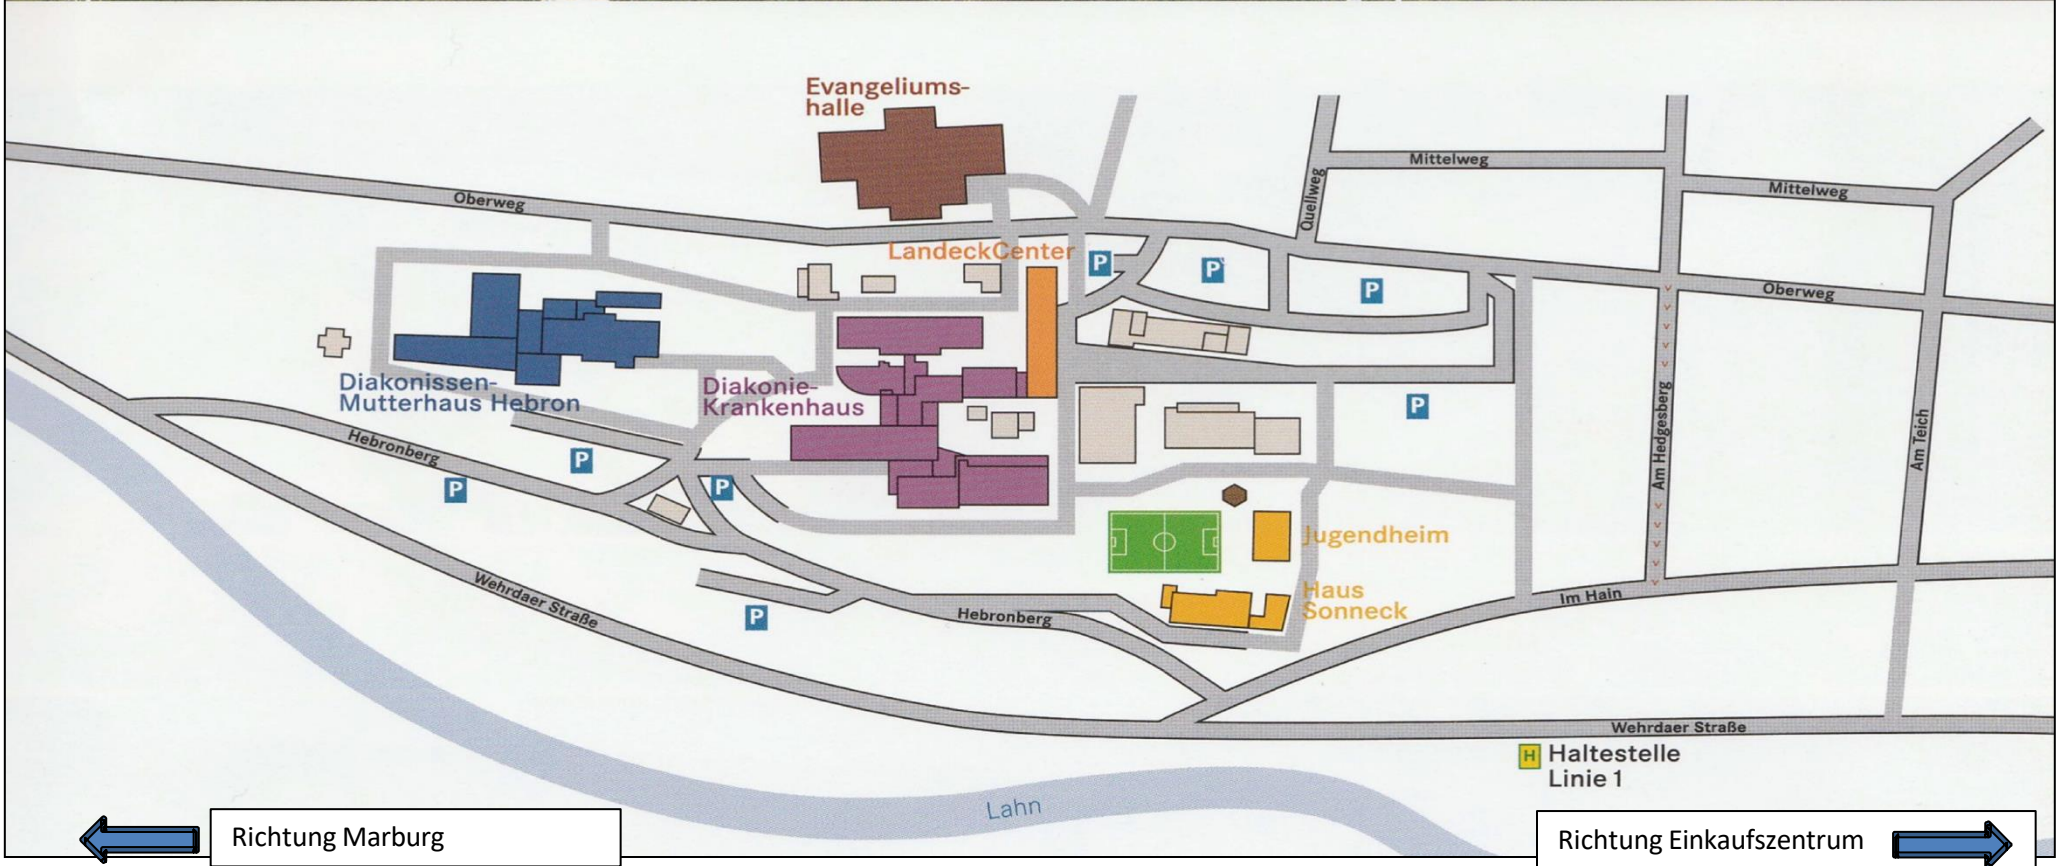 Evangeliums-
halle
Mittelweg
Mittelweg
Oberweg
Quellweg
LandeckCenter
P
P
P
Oberweg
Diakonissen-
Mutterhaus Hebron
Diakonie-
Krankenhaus
P
Am Hedgesberg
Am Teich
Hebronberg
P
P
P
Jugendheim
Wehrdaer Straße
Haus
Sonneck
Im Hain
P
Hebronberg
Wehrdaer Straße
H Haltestelle
Linie 1
Lahn
Richtung Marburg
Richtung Einkaufszentrum